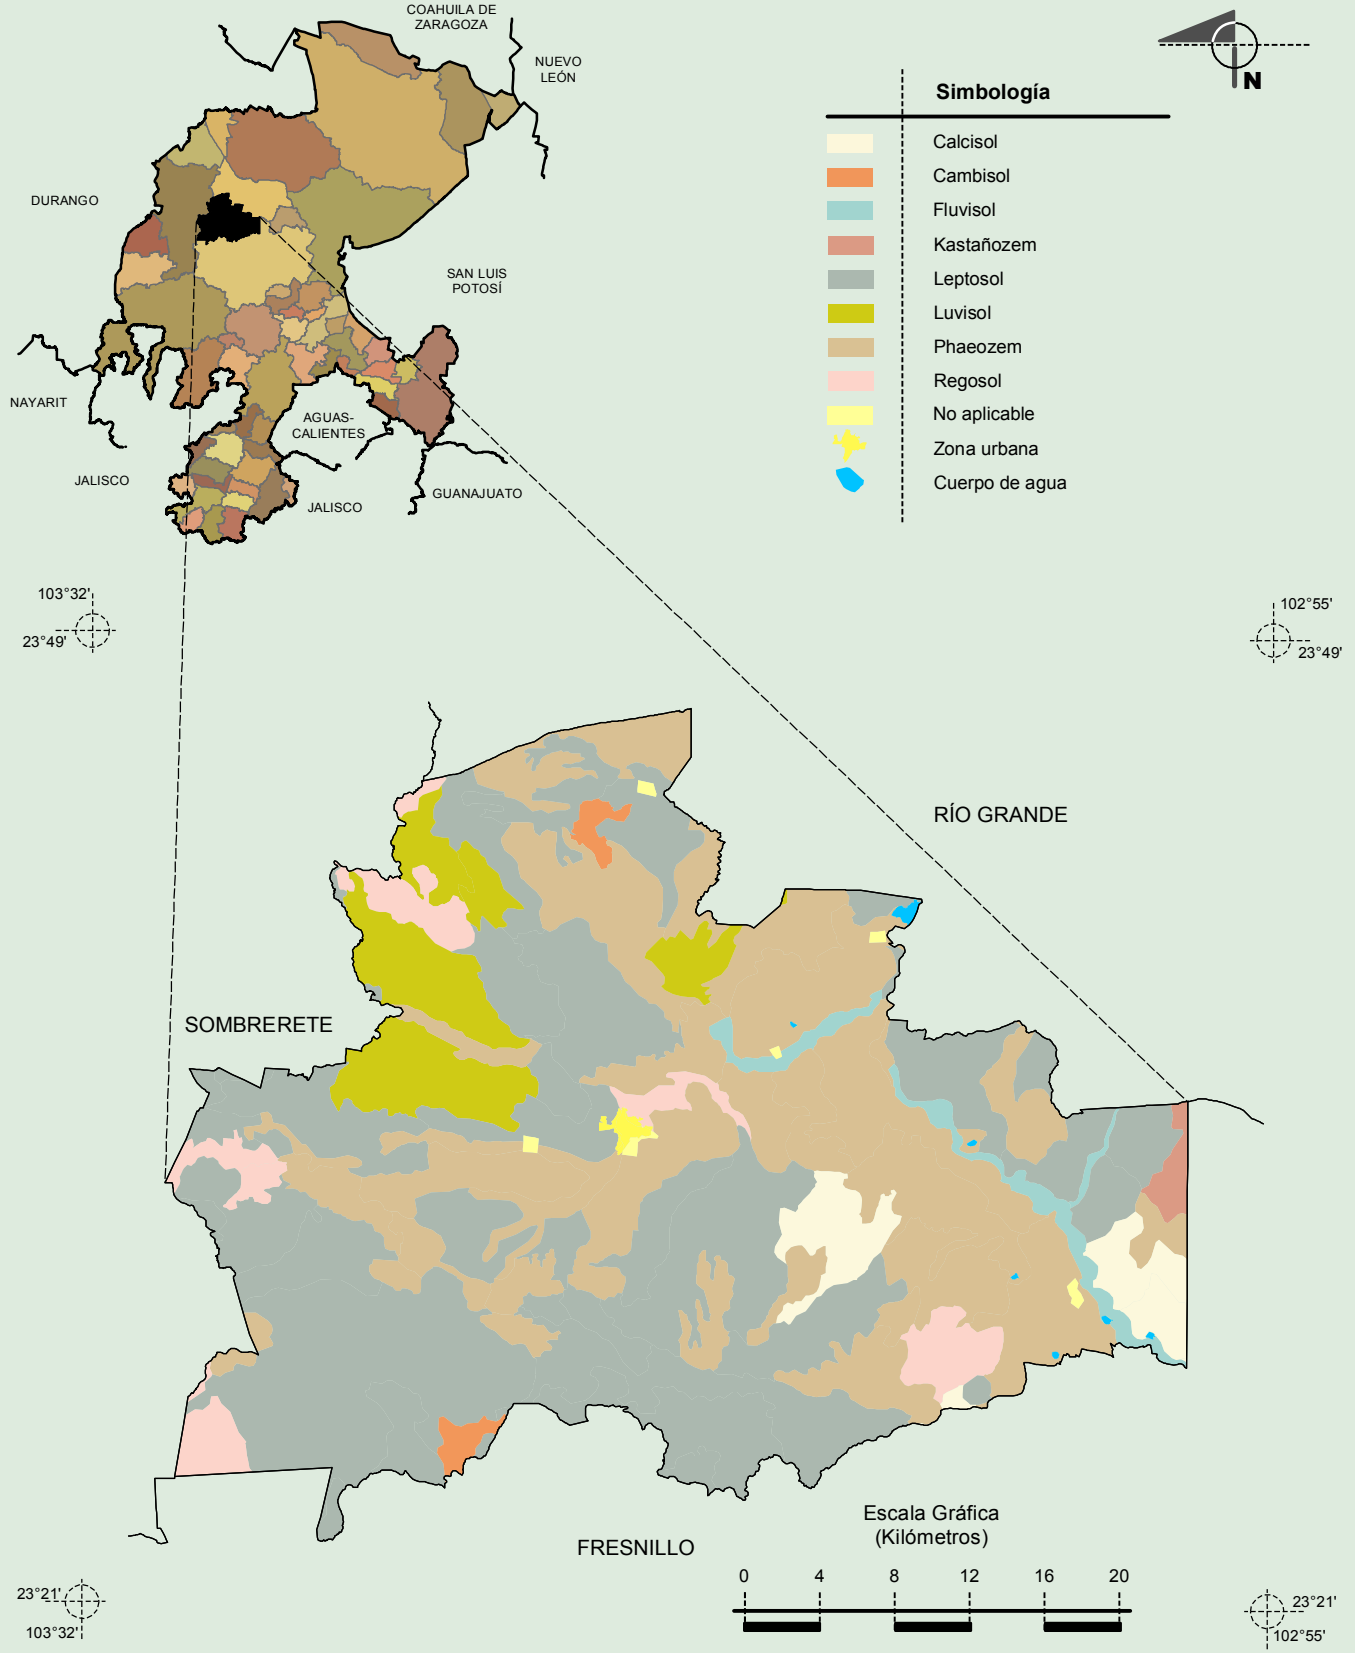 COAHUILA DE
ZARAGOZA
NUEVO
LEÓN
DURANGO
SAN LUIS
POTOSÍ
NAYARIT
AGUAS-
CALIENTES
JALISCO
JALISCO
GUANAJUATO
N
Simbología
Calcisol
Cambisol
Fluvisol
Kastañozem
Leptosol
Luvisol
Phaeozem
Regosol
No aplicable
Zona urbana
Cuerpo de agua
103°32'
23°49'
102°55'
23°49'
RÍO GRANDE
SOMBRERETE
FRESNILLO
Escala Gráfica
(Kilómetros)
0 4 8 12 16 20
23°21'
103°32'
23°21'
102°55'